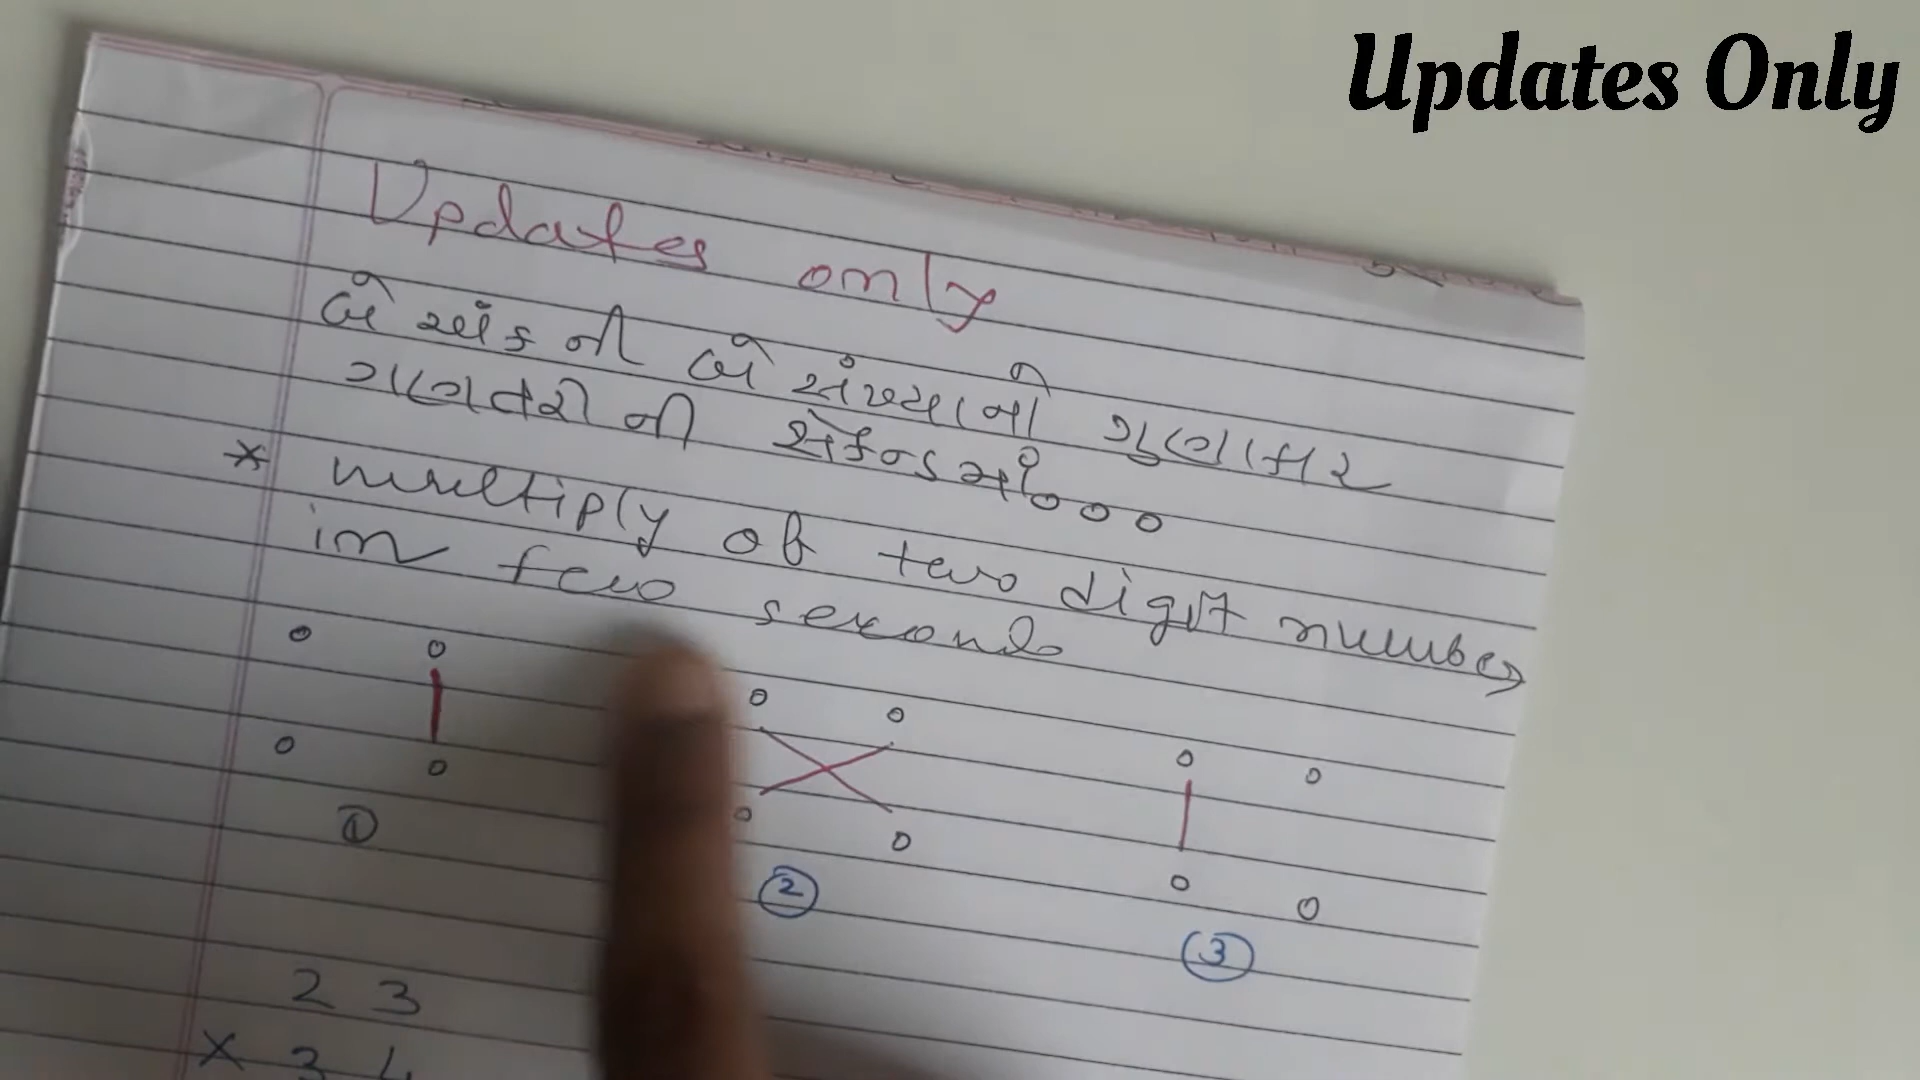 Updates Only
Updates only
બે અંક ની બે સંખ્યાનો ગુણાકાર
ગણતરી ની સેકન્ડમાં૦૦૦
* multiply of two digit number
in few seconds
o o o o o o
o o o o o o
① ② ③
2 3
× 3 4